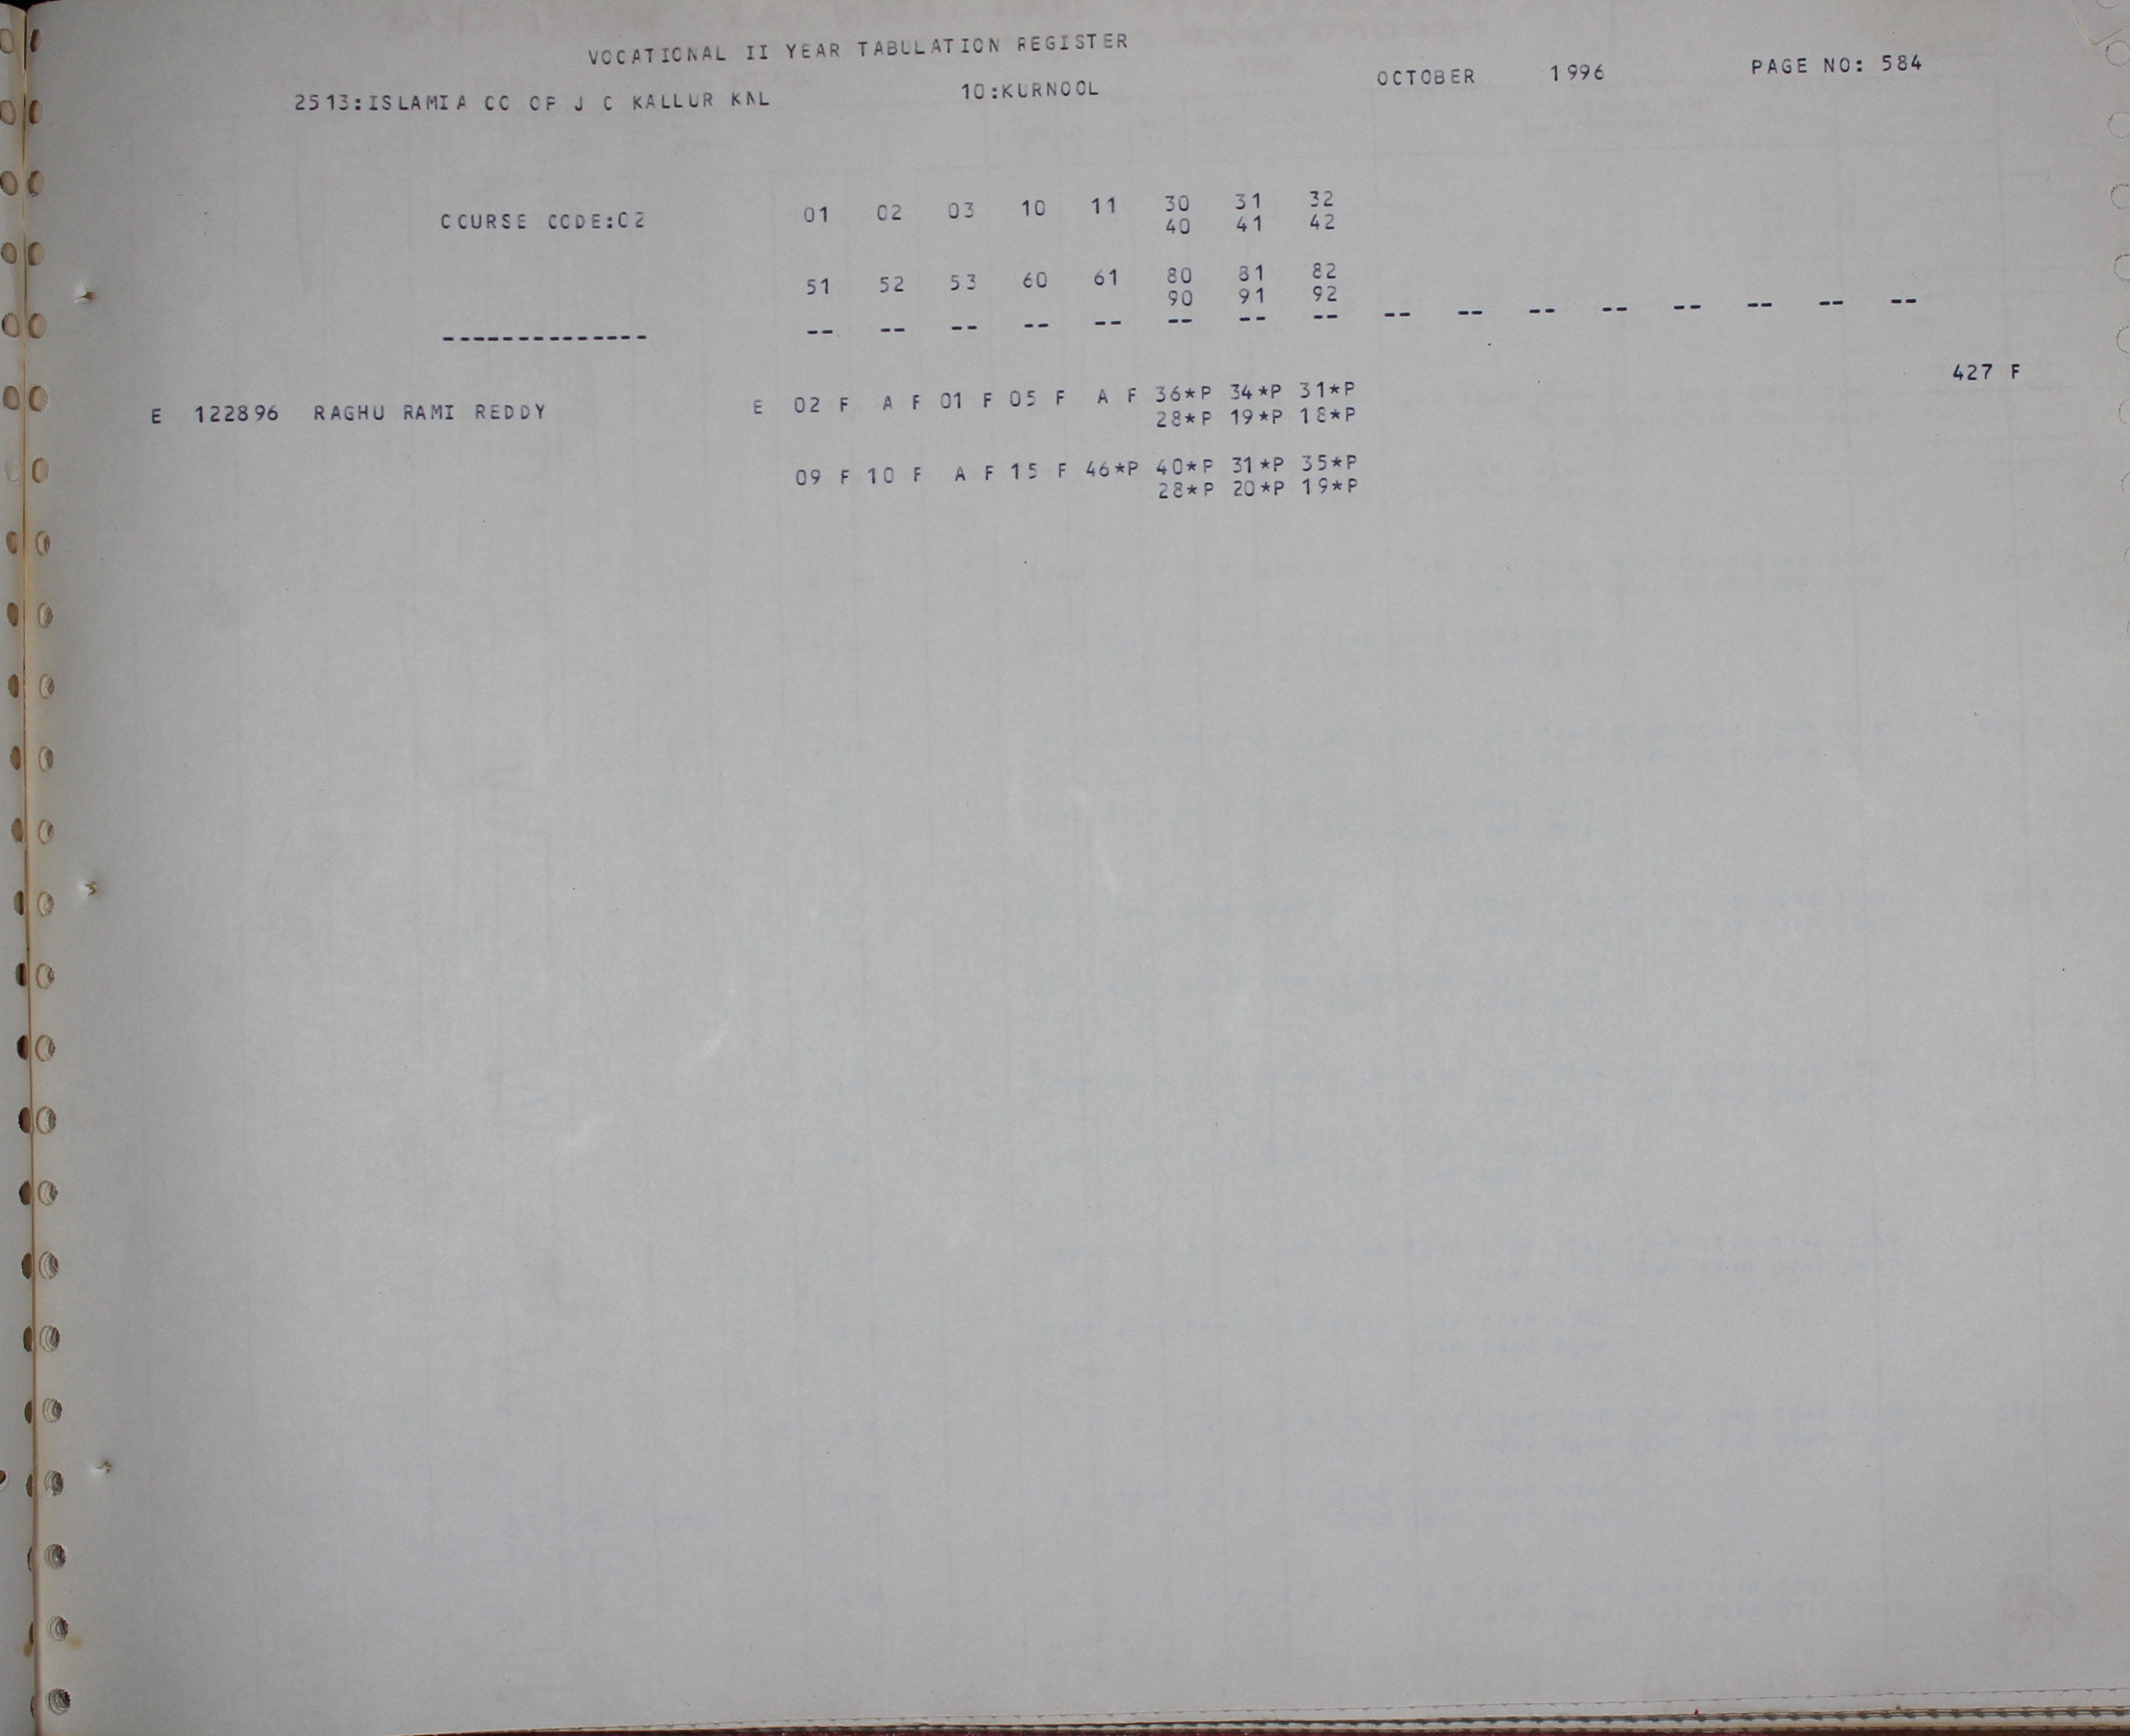 VOCATIONAL II YEAR TABULATION REGISTER
2513:ISLAMIA CO OP J C KALLUR KNL 10:KURNOOL OCTOBER 1996 PAGE NO: 584
COURSE CODE:02 01 02 03 10 11 30 31 32
40 41 42
51 52 53 60 61 80 81 82
90 91 92
-------------- -- -- -- -- -- -- -- -- -- -- -- -- -- -- -- --
E 122896 RAGHU RAMI REDDY E 02 F A F 01 F 05 F A F 36*P 34*P 31*P 427 F
28*P 19*P 18*P
09 F 10 F A F 15 F 46*P 40*P 31*P 35*P
28*P 20*P 19*P